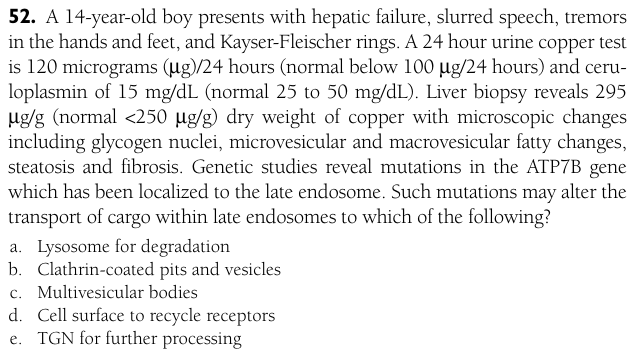 52. A 14-year-old boy presents with hepatic failure, slurred speech, tremors
in the hands and feet, and Kayser-Fleischer rings. A 24 hour urine copper test
is 120 micrograms (μg)/24 hours (normal below 100 μg/24 hours) and ceru-
loplasmin of 15 mg/dL (normal 25 to 50 mg/dL). Liver biopsy reveals 295
μg/g (normal <250 μg/g) dry weight of copper with microscopic changes
including glycogen nuclei, microvesicular and macrovesicular fatty changes,
steatosis and fibrosis. Genetic studies reveal mutations in the ATP7B gene
which has been localized to the late endosome. Such mutations may alter the
transport of cargo within late endosomes to which of the following?
a. Lysosome for degradation
b. Clathrin-coated pits and vesicles
c. Multivesicular bodies
d. Cell surface to recycle receptors
e. TGN for further processing